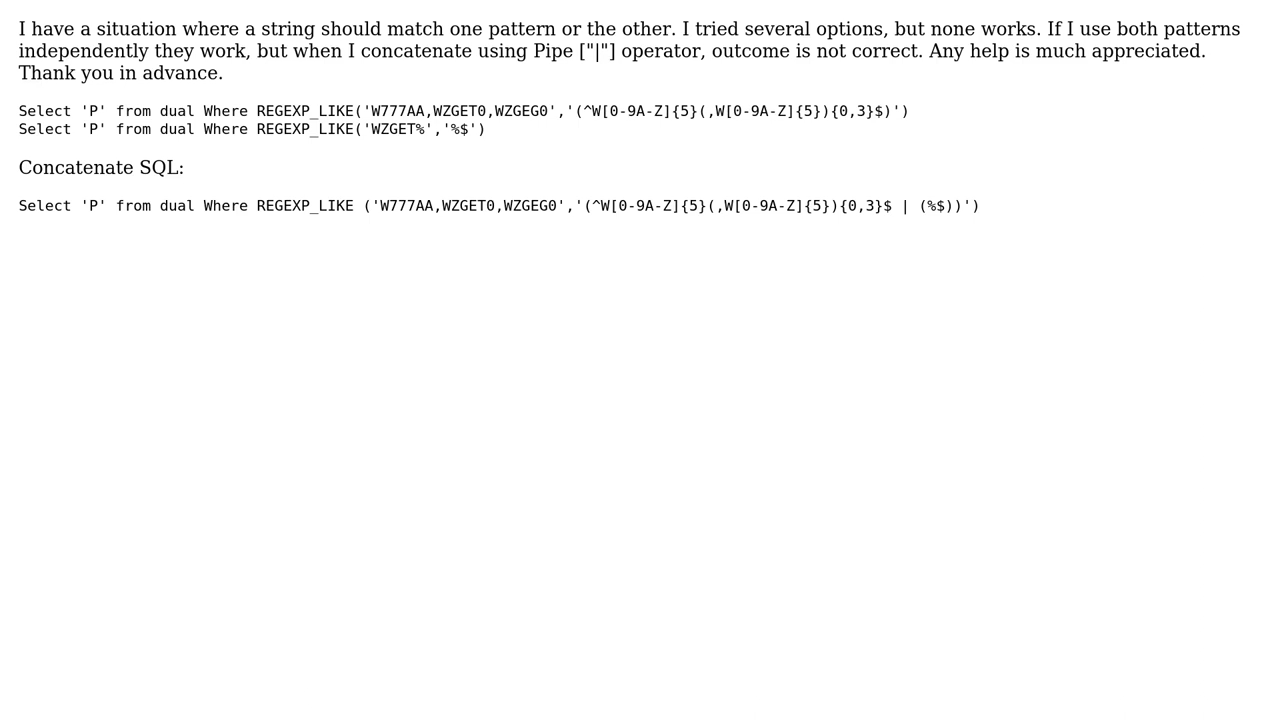 I have a situation where a string should match one pattern or the other. I tried several options, but none works. If I use both patterns
independently they work, but when I concatenate using Pipe ["|"] operator, outcome is not correct. Any help is much appreciated.
Thank you in advance.
Select 'P' from dual Where REGEXP_LIKE('W777AA,WZGET0,WZGEG0','(^W[0-9A-Z]{5}(,W[0-9A-Z]{5}){0,3}$)')
Select 'P' from dual Where REGEXP_LIKE('WZGET%','%$')
Concatenate SQL:
Select 'P' from dual Where REGEXP_LIKE ('W777AA,WZGET0,WZGEG0','(^W[0-9A-Z]{5}(,W[0-9A-Z]{5}){0,3}$ | (%$))')